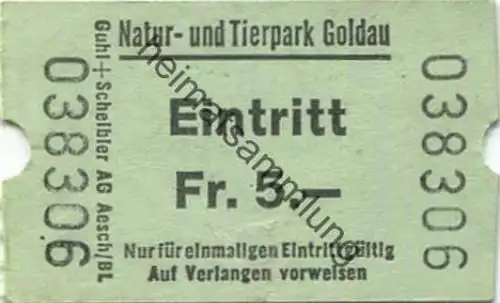 Natur- und Tierpark Goldau
Eintritt
Fr. 5.—
Nur für einmaligen Eintritt gültig
Auf Verlangen vorweisen
038306
Guhl + Scheibler AG Aesch/BL
038306
heimatsammlung.de